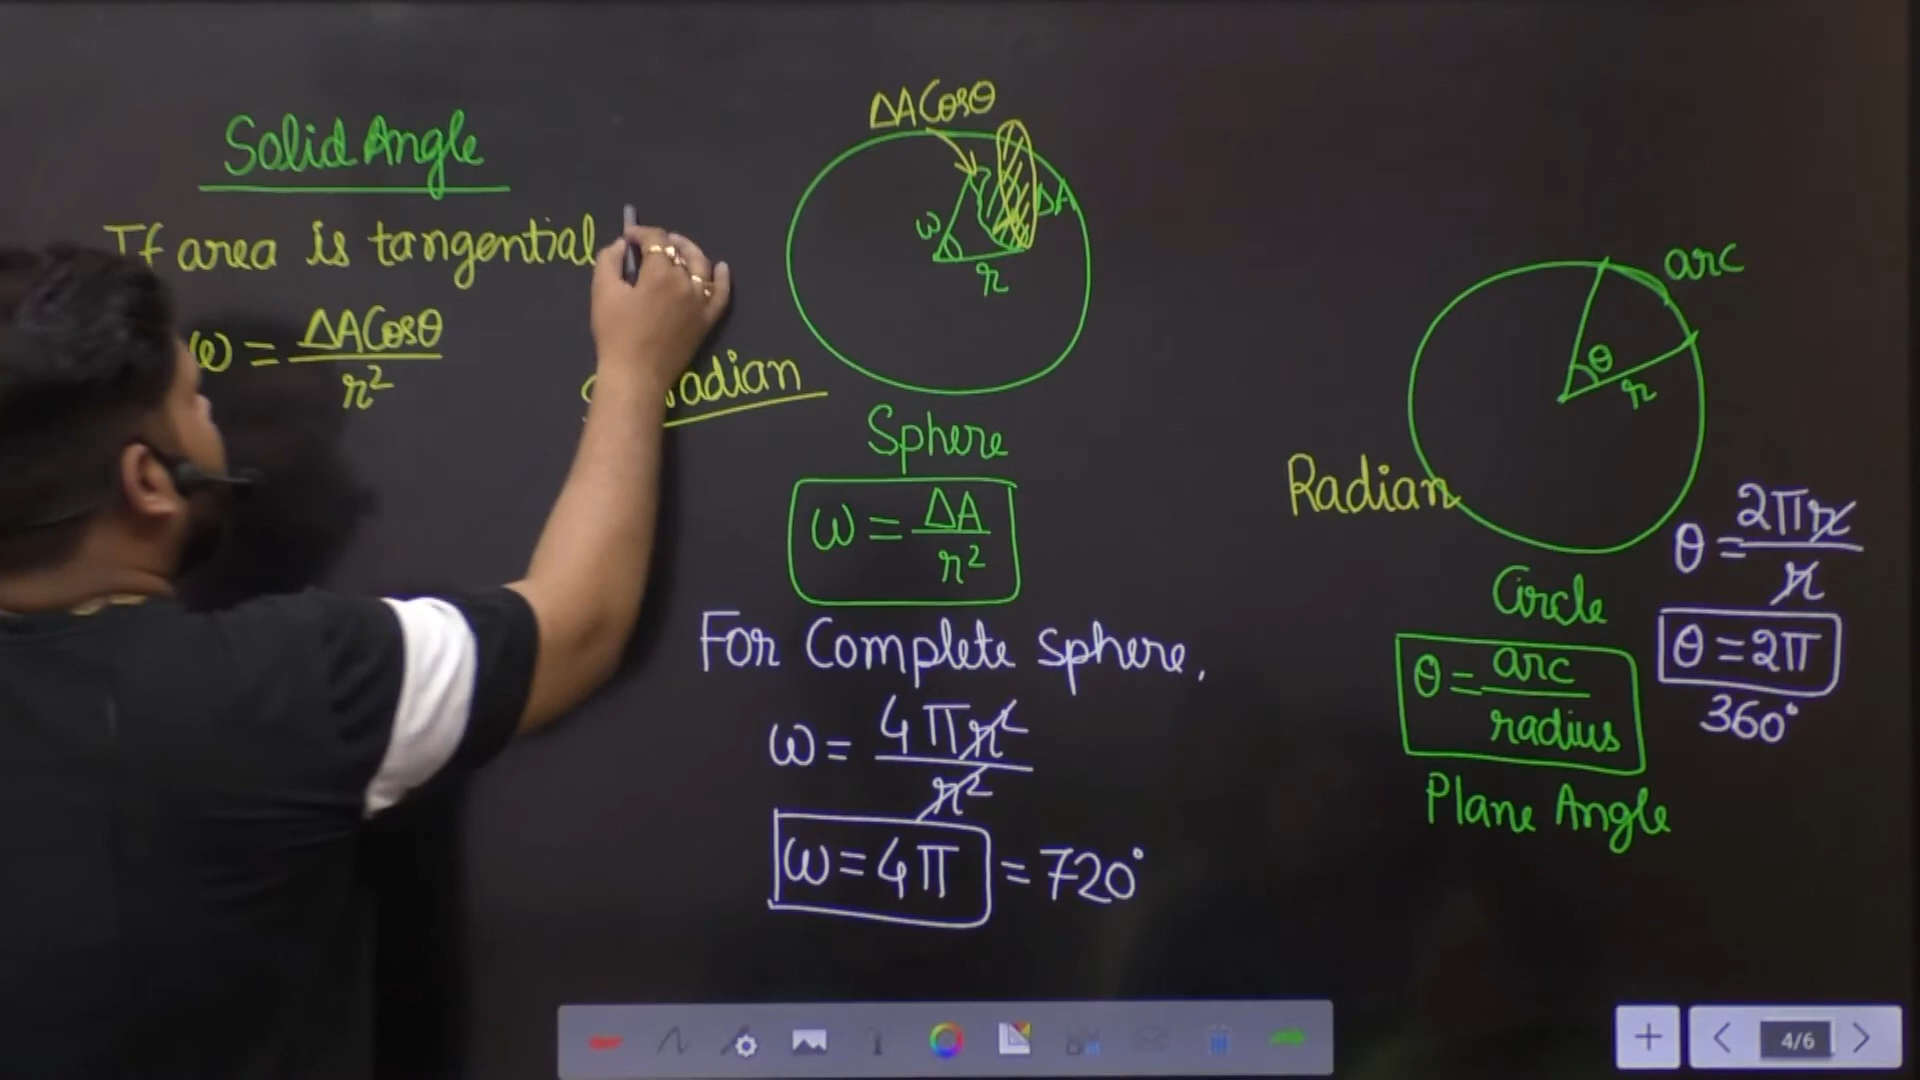 Solid Angle
If area is tangential
ω = ΔACosθ / r²
ΔACosθ
ΔA
ω
r
Sphere
ω = ΔA / r²
For Complete sphere,
ω = 4πr² / r²
ω = 4π = 720°
arc
θ
r
Radian
Circle
θ = arc / radius
Plane Angle
θ = 2πr / r
θ = 2π
360°
4/6